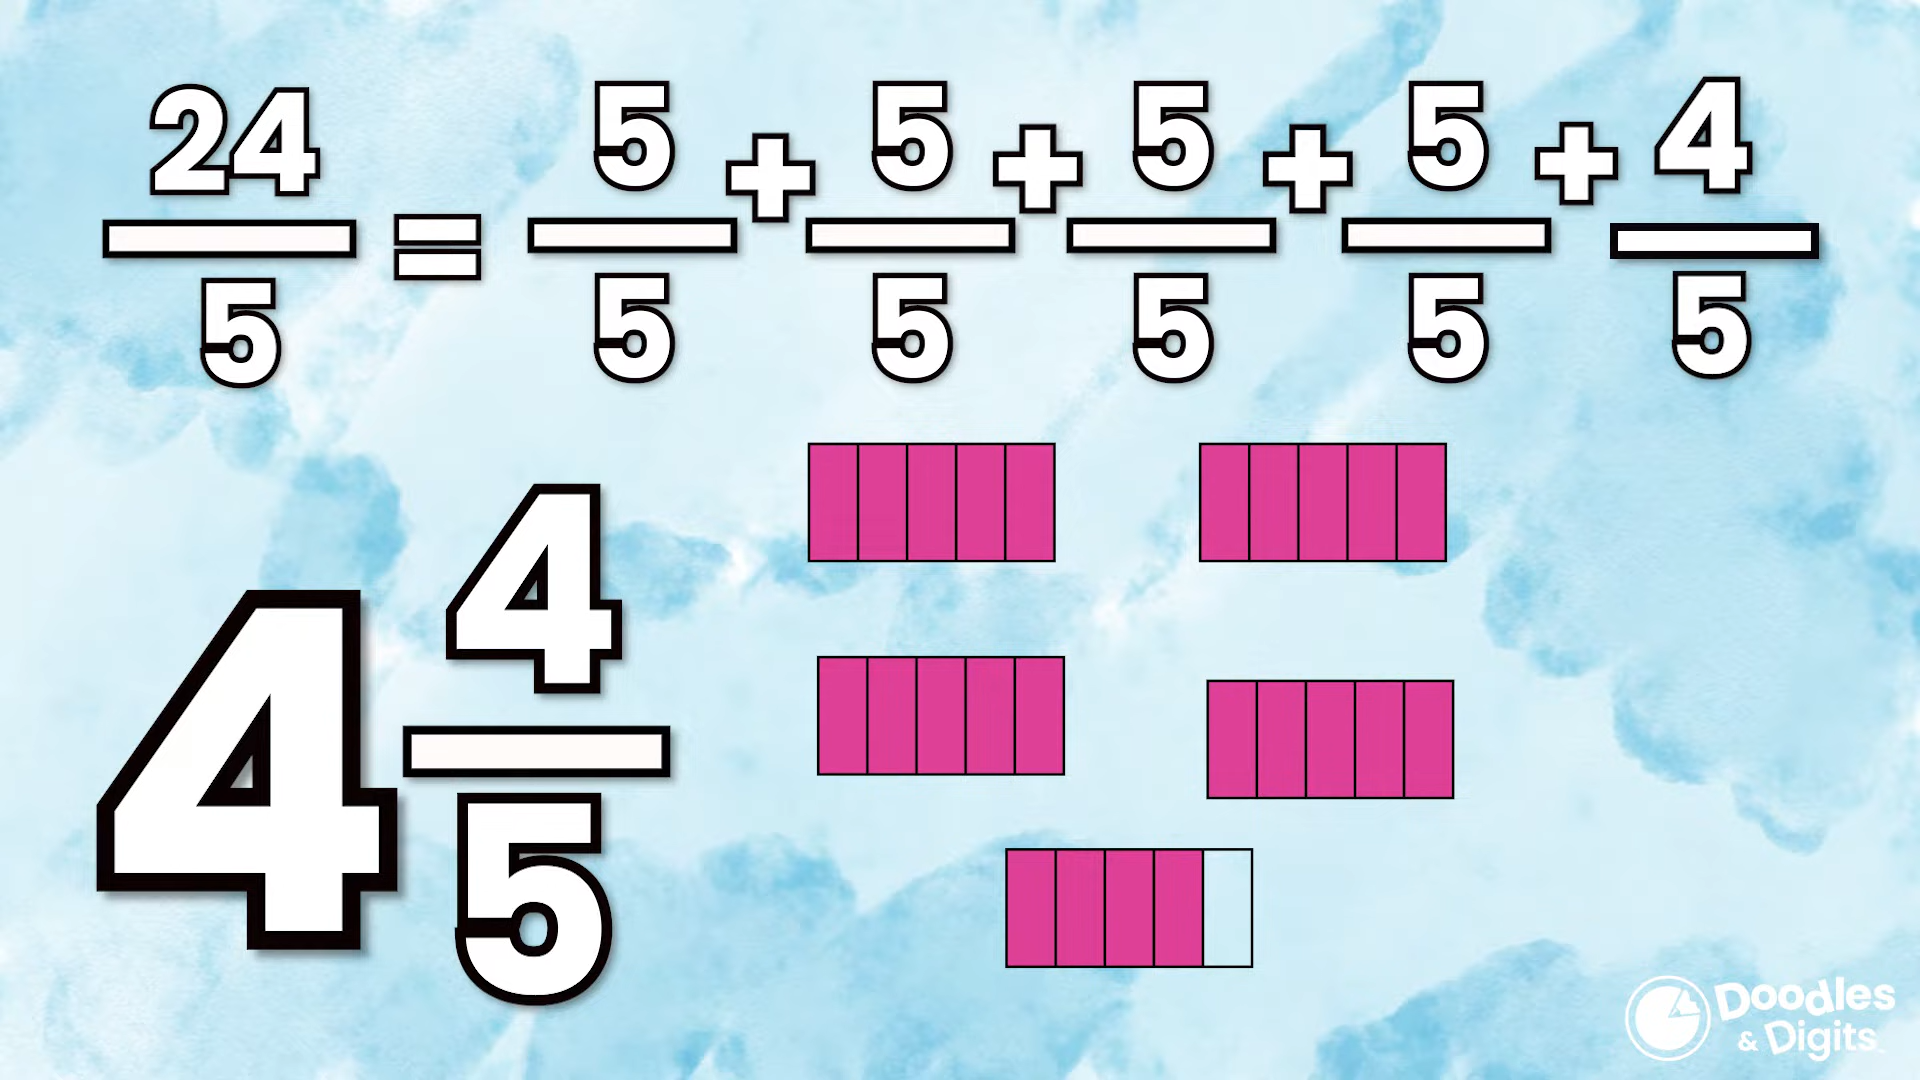 24/5 = 5/5 + 5/5 + 5/5 + 5/5 + 4/5
4 4/5
Doodles
& Digits